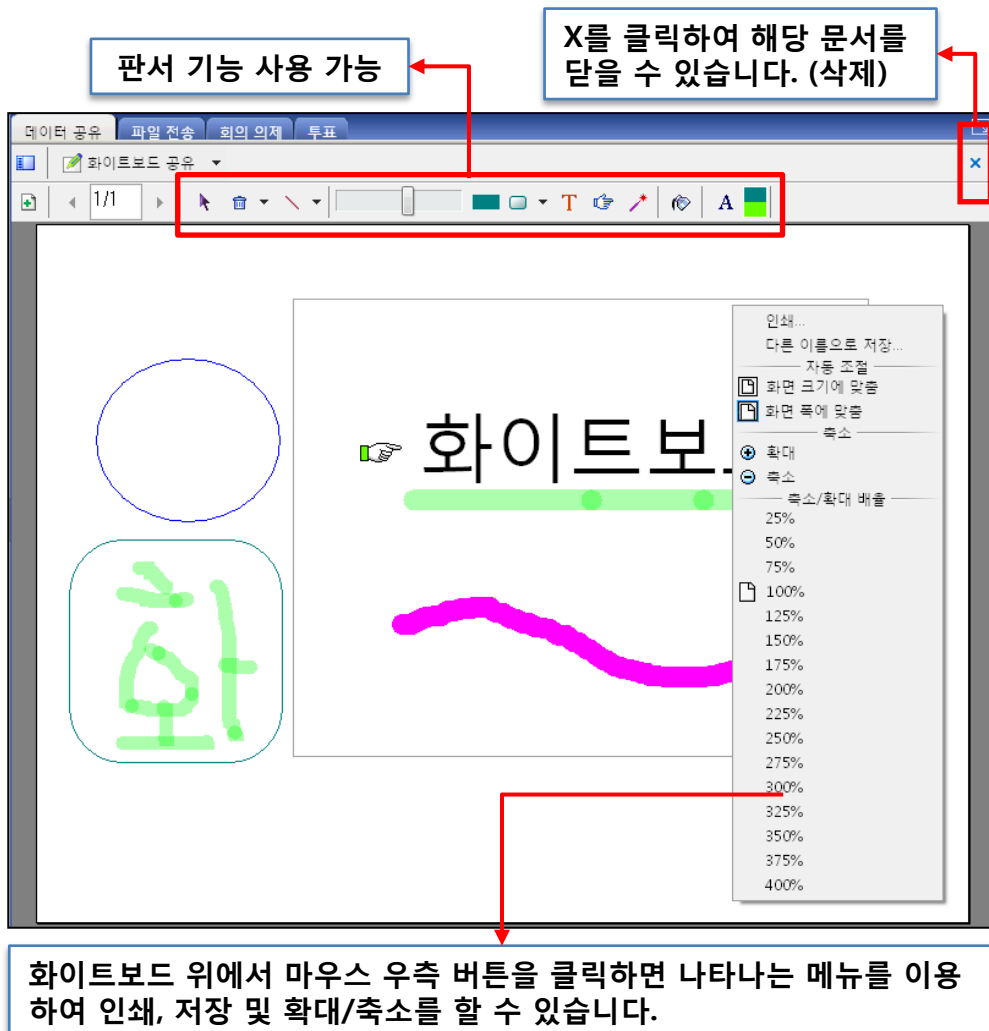 판서 기능 사용 가능
X를 클릭하여 해당 문서를
닫을 수 있습니다. (삭제)
데이터 공유 파일 전송 회의 의제 투표
화이트보드 공유
1/1
T A
화이트보
화
인쇄...
다른 이름으로 저장...
자동 조절
화면 크기에 맞춤
화면 폭에 맞춤
축소
확대
축소
축소/확대 배율
25%
50%
75%
100%
125%
150%
175%
200%
225%
250%
275%
300%
325%
350%
375%
400%
화이트보드 위에서 마우스 우측 버튼을 클릭하면 나타나는 메뉴를 이용
하여 인쇄, 저장 및 확대/축소를 할 수 있습니다.